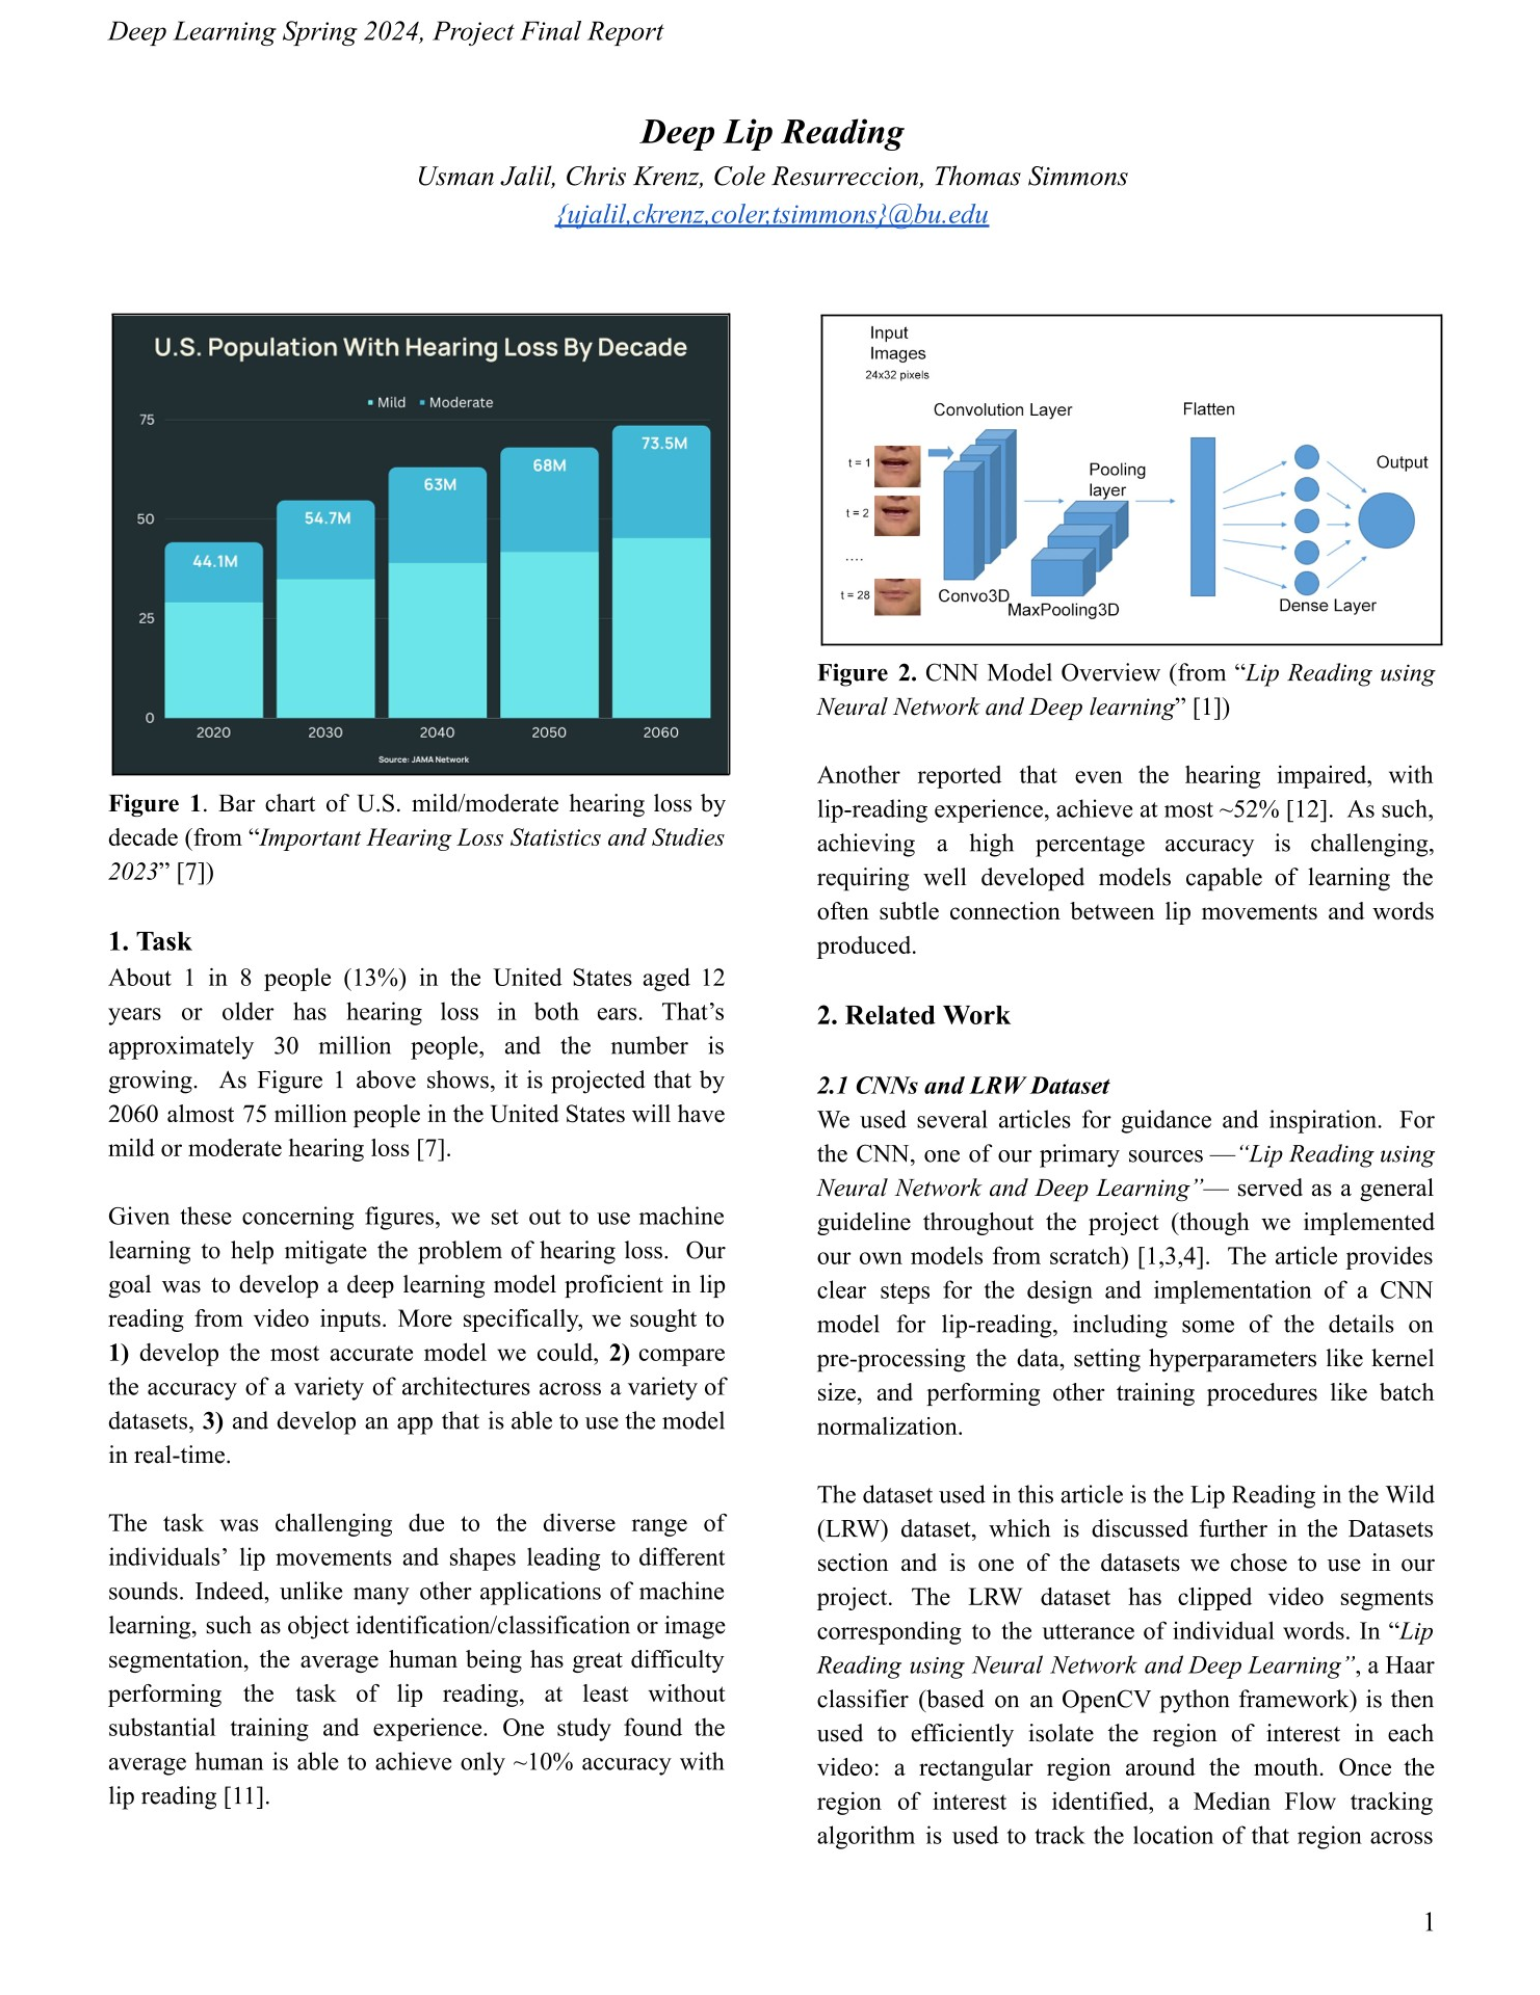 Deep Learning Spring 2024, Project Final Report
Deep Lip Reading
Usman Jalil, Chris Krenz, Cole Resurreccion, Thomas Simmons
{ujalil,ckrenz,coler,tsimmons}@bu.edu
U.S. Population With Hearing Loss By Decade
Mild Moderate
75
50
25
0
44.1M
54.7M
63M
68M
73.5M
2020 2030 2040 2050 2060
Source: JAMA Network
Figure 1. Bar chart of U.S. mild/moderate hearing loss by
decade (from “Important Hearing Loss Statistics and Studies
2023” [7])
1. Task
About 1 in 8 people (13%) in the United States aged 12
years or older has hearing loss in both ears. That’s
approximately 30 million people, and the number is
growing. As Figure 1 above shows, it is projected that by
2060 almost 75 million people in the United States will have
mild or moderate hearing loss [7].
Given these concerning figures, we set out to use machine
learning to help mitigate the problem of hearing loss. Our
goal was to develop a deep learning model proficient in lip
reading from video inputs. More specifically, we sought to
1) develop the most accurate model we could, 2) compare
the accuracy of a variety of architectures across a variety of
datasets, 3) and develop an app that is able to use the model
in real-time.
The task was challenging due to the diverse range of
individuals’ lip movements and shapes leading to different
sounds. Indeed, unlike many other applications of machine
learning, such as object identification/classification or image
segmentation, the average human being has great difficulty
performing the task of lip reading, at least without
substantial training and experience. One study found the
average human is able to achieve only ~10% accuracy with
lip reading [11].
Input
Images
24x32 pixels
Convolution Layer
Flatten
t = 1
t = 2
....
t = 28
Pooling
layer
Output
Convo3D
MaxPooling3D
Dense Layer
Figure 2. CNN Model Overview (from “Lip Reading using
Neural Network and Deep learning” [1])
Another reported that even the hearing impaired, with
lip-reading experience, achieve at most ~52% [12]. As such,
achieving a high percentage accuracy is challenging,
requiring well developed models capable of learning the
often subtle connection between lip movements and words
produced.
2. Related Work
2.1 CNNs and LRW Dataset
We used several articles for guidance and inspiration. For
the CNN, one of our primary sources —“Lip Reading using
Neural Network and Deep Learning”— served as a general
guideline throughout the project (though we implemented
our own models from scratch) [1,3,4]. The article provides
clear steps for the design and implementation of a CNN
model for lip-reading, including some of the details on
pre-processing the data, setting hyperparameters like kernel
size, and performing other training procedures like batch
normalization.
The dataset used in this article is the Lip Reading in the Wild
(LRW) dataset, which is discussed further in the Datasets
section and is one of the datasets we chose to use in our
project. The LRW dataset has clipped video segments
corresponding to the utterance of individual words. In “Lip
Reading using Neural Network and Deep Learning”, a Haar
classifier (based on an OpenCV python framework) is then
used to efficiently isolate the region of interest in each
video: a rectangular region around the mouth. Once the
region of interest is identified, a Median Flow tracking
algorithm is used to track the location of that region across
1